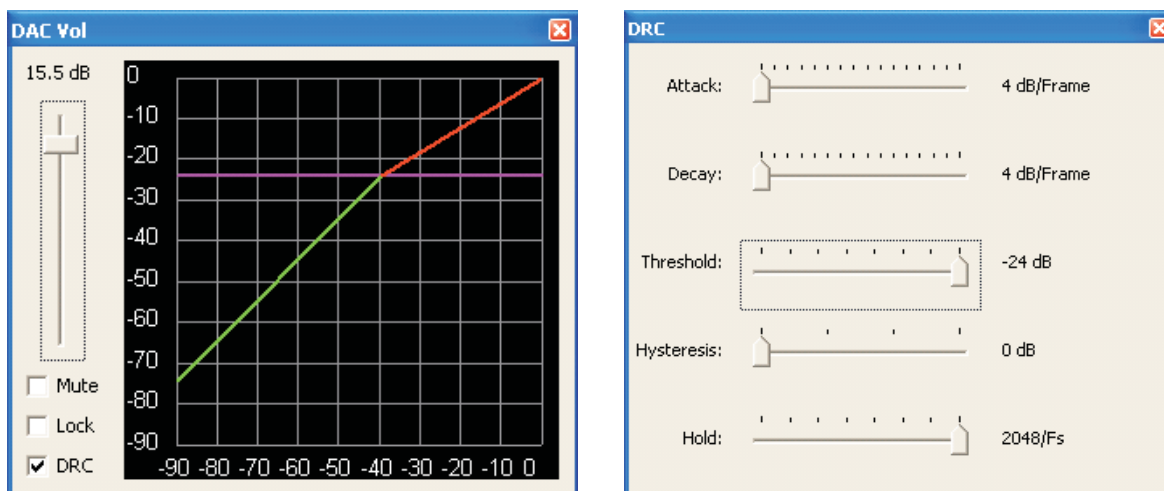 DAC Vol
15.5 dB
0
-10
-20
-30
-40
-50
-60
-70
-80
-90
-90 -80 -70 -60 -50 -40 -30 -20 -10 0
Mute
Lock
DRC
DRC
Attack: 4 dB/Frame
Decay: 4 dB/Frame
Threshold: -24 dB
Hysteresis: 0 dB
Hold: 2048/Fs